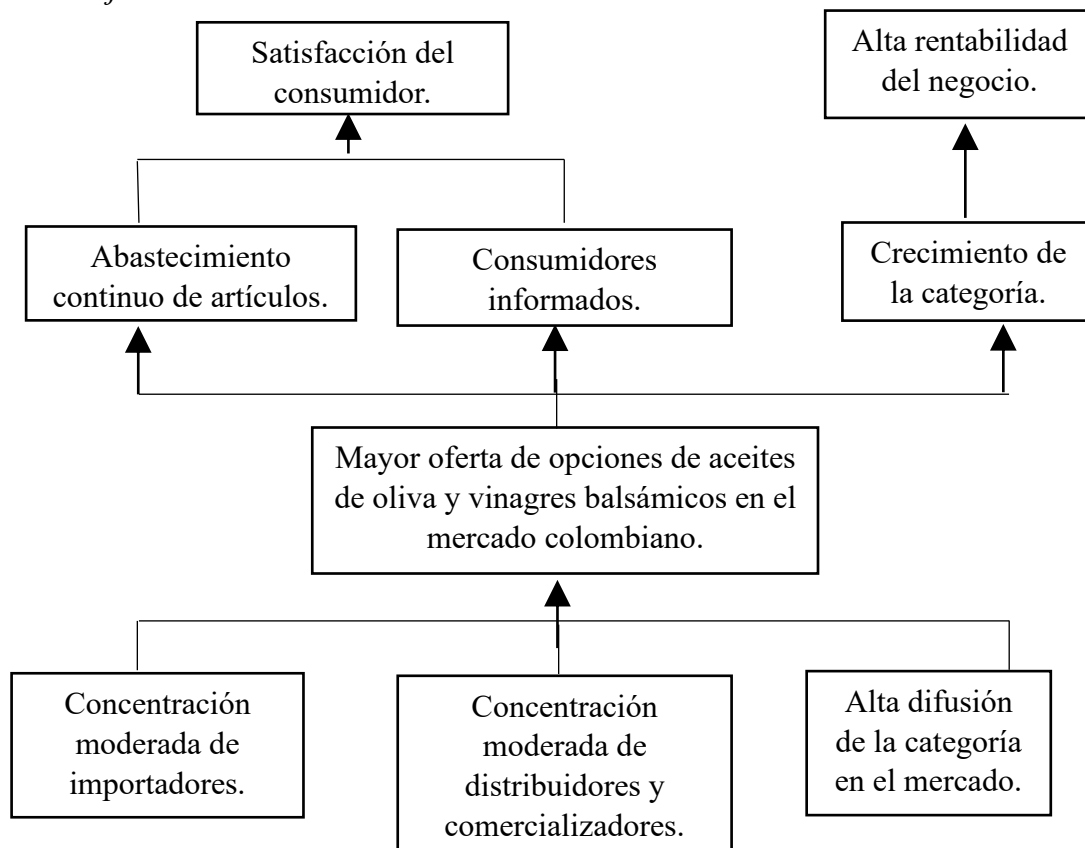 Satisfacción del
consumidor.
Alta rentabilidad
del negocio.
Abastecimiento
continuo de artículos.
Consumidores
informados.
Crecimiento de
la categoría.
Mayor oferta de opciones de aceites
de oliva y vinagres balsámicos en el
mercado colombiano.
Concentración
moderada de
importadores.
Concentración
moderada de
distribuidores y
comercializadores.
Alta difusión
de la categoría
en el mercado.